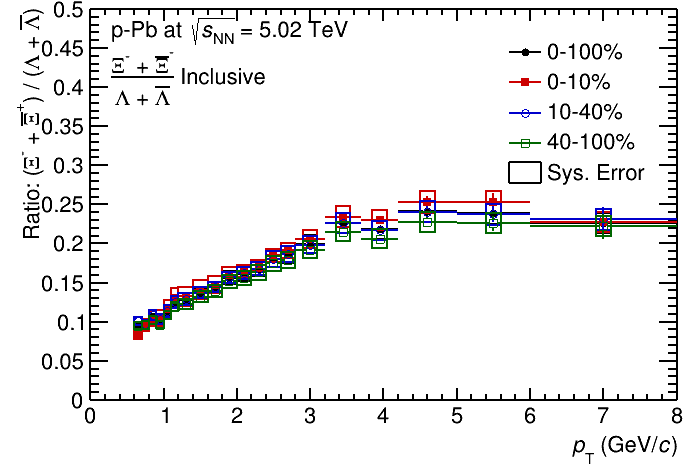 p-Pb at √sNN = 5.02 TeV
Ξ⁻ + Ξ̅⁻
Λ + Λ̅
Inclusive
0-100%
0-10%
10-40%
40-100%
Sys. Error
Ratio: (Ξ⁻ + Ξ̅⁺) / (Λ + Λ̅)
0.5
0.45
0.4
0.35
0.3
0.25
0.2
0.15
0.1
0.05
0
0 1 2 3 4 5 6 7 8
pT (GeV/c)